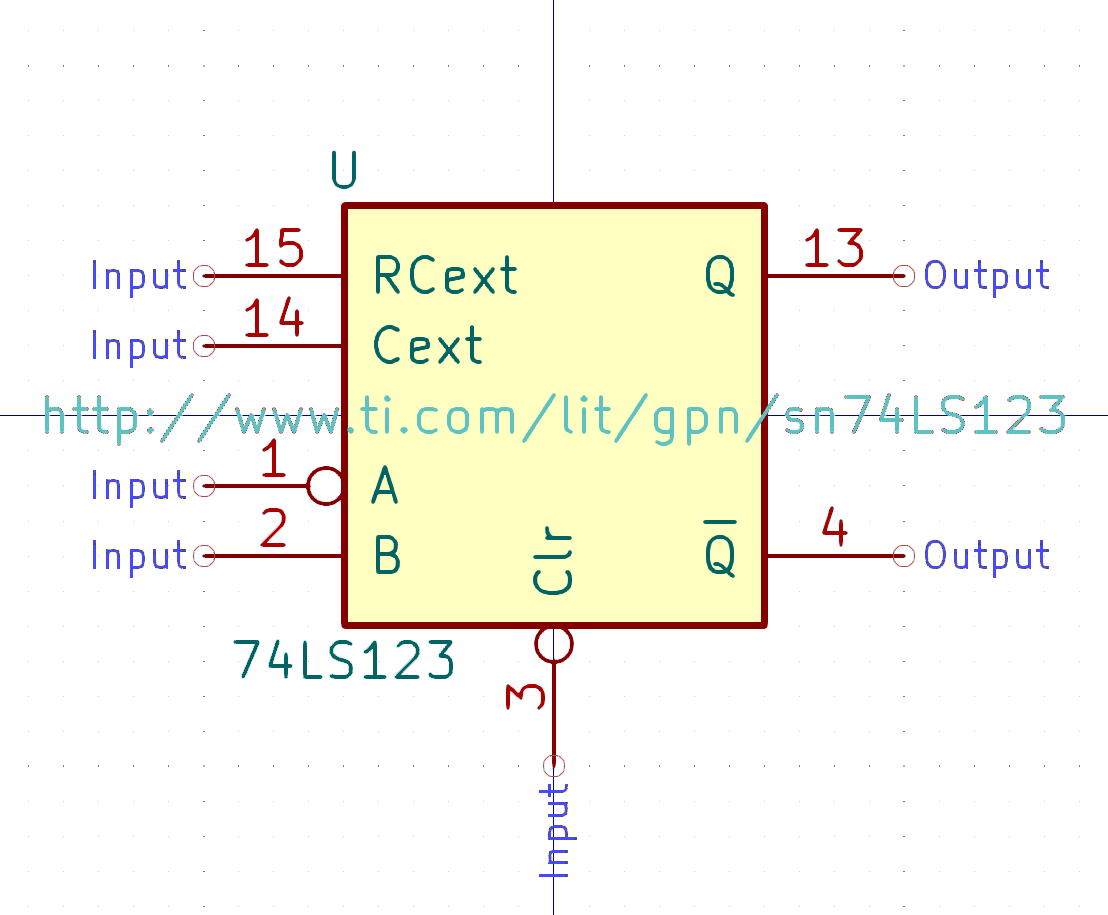 U
Input 15 RCext Q 13 Output
Input 14 Cext
http://www.ti.com/lit/gpn/sn74LS123
Input 1 A
Input 2 B Clr Q̅ 4 Output
74LS123
3
Input